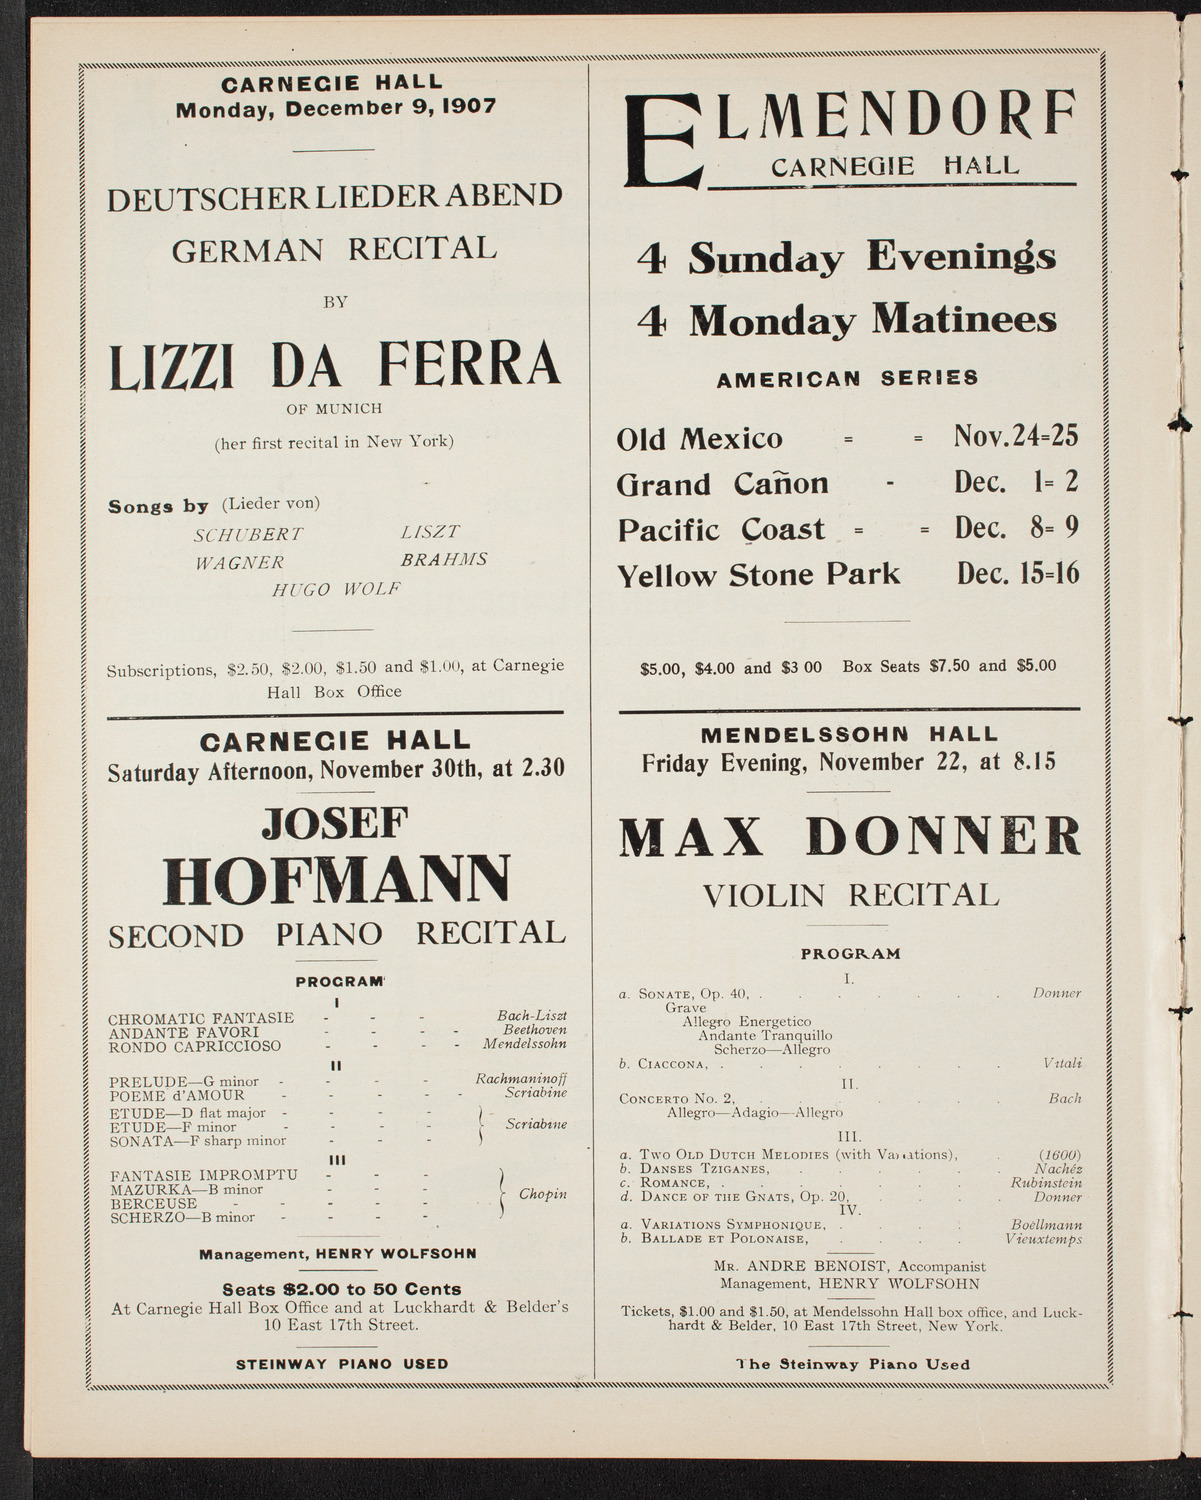 CARNEGIE HALL
Monday, December 9, 1907
DEUTSCHER LIEDER ABEND
GERMAN RECITAL
BY
LIZZI DA FERRA
OF MUNICH
(her first recital in New York)
Songs by (Lieder von)
SCHUBERT LISZT
WAGNER BRAHMS
HUGO WOLF
Subscriptions, $2.50, $2.00, $1.50 and $1.00, at Carnegie
Hall Box Office
CARNEGIE HALL
Saturday Afternoon, November 30th, at 2.30
JOSEF
HOFMANN
SECOND PIANO RECITAL
PROGRAM
I
CHROMATIC FANTASIE - - - Bach-Liszt
ANDANTE FAVORI - - - - Beethoven
RONDO CAPRICCIOSO - - - - Mendelssohn
II
PRELUDE—G minor - - - - Rachmaninoff
POEME d'AMOUR - - - - - Scriabine
ETUDE—D flat major - - - -
ETUDE—F minor - - - - Scriabine
SONATA—F sharp minor - - -
III
FANTASIE IMPROMPTU - - -
MAZURKA—B minor - - - Chopin
BERCEUSE - - - - -
SCHERZO—B minor - - - -
Management, HENRY WOLFSOHN
Seats $2.00 to 50 Cents
At Carnegie Hall Box Office and at Luckhardt & Belder's
10 East 17th Street.
STEINWAY PIANO USED
ELMENDORF
CARNEGIE HALL
4 Sunday Evenings
4 Monday Matinees
AMERICAN SERIES
Old Mexico = = Nov. 24=25
Grand Cañon - Dec. 1= 2
Pacific Coast = = Dec. 8= 9
Yellow Stone Park Dec. 15=16
$5.00, $4.00 and $3 00 Box Seats $7.50 and $5.00
MENDELSSOHN HALL
Friday Evening, November 22, at 8.15
MAX DONNER
VIOLIN RECITAL
PROGRAM
I.
a. SONATE, Op. 40, . . . . . . Donner
Grave
Allegro Energetico
Andante Tranquillo
Scherzo—Allegro
b. CIACCONA, . . . . . . . Vitali
II.
CONCERTO No. 2, . . . . . . Bach
Allegro—Adagio—Allegro
III.
a. TWO OLD DUTCH MELODIES (with Variations), . (1600)
b. DANSES TZIGANES, . . . . . Nachéz
c. ROMANCE, . . . . . . . Rubinstein
d. DANCE OF THE GNATS, Op. 20, . . . . Donner
IV.
a. VARIATIONS SYMPHONIQUE, . . . . Boëllmann
b. BALLADE ET POLONAISE, . . . . Vieuxtemps
MR. ANDRE BENOIST, Accompanist
Management, HENRY WOLFSOHN
Tickets, $1.00 and $1.50, at Mendelssohn Hall box office, and Luck-
hardt & Belder, 10 East 17th Street, New York.
The Steinway Piano Used